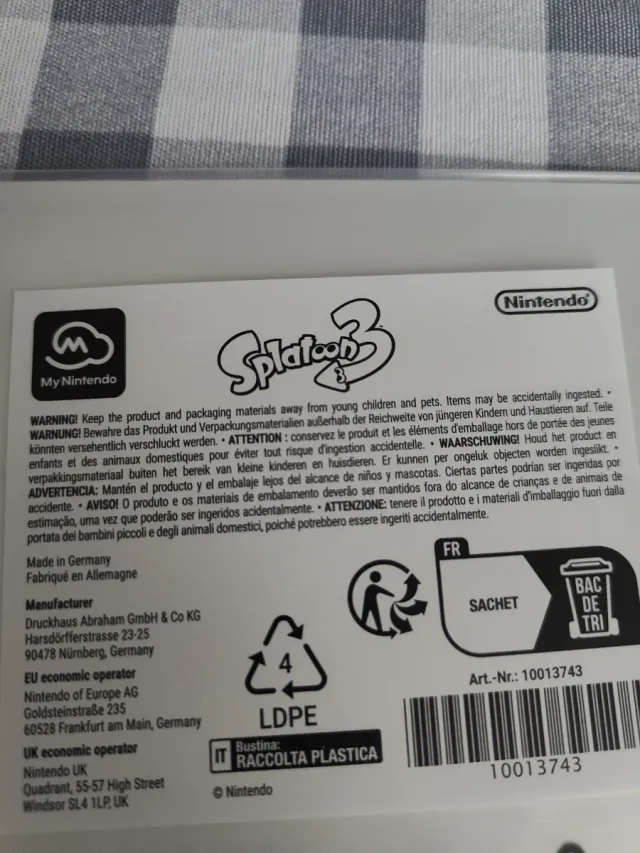 My Nintendo
Splatoon 3
Nintendo®
WARNING! Keep the product and packaging materials away from young children and pets. Items may be accidentally ingested. •
WARNUNG! Bewahre das Produkt und Verpackungsmaterialien außerhalb der Reichweite von jüngeren Kindern und Haustieren auf. Teile
könnten versehentlich verschluckt werden. • ATTENTION : conservez le produit et les éléments d'emballage hors de portée des jeunes
enfants et des animaux domestiques pour éviter tout risque d'ingestion accidentelle. • WAARSCHUWING! Houd het product en
verpakkingsmateriaal buiten het bereik van kleine kinderen en huisdieren. Er kunnen per ongeluk objecten worden ingeslikt. •
ADVERTENCIA: Mantén el producto y el embalaje lejos del alcance de niños y mascotas. Ciertas partes podrían ser ingeridas por
accidente. • AVISO! O produto e os materiais de embalamento deverão ser mantidos fora do alcance de crianças e de animais de
estimação, uma vez que poderão ser ingeridos acidentalmente. • ATTENZIONE: tenere il prodotto e i materiali d'imballaggio fuori dalla
portata dei bambini piccoli e degli animali domestici, poiché potrebbero essere ingeriti accidentalmente.
Made in Germany
Fabriqué en Allemagne
Manufacturer
Druckhaus Abraham GmbH & Co KG
Harsdörfferstrasse 23-25
90478 Nürnberg, Germany
EU economic operator
Nintendo of Europe AG
Goldsteinstraße 235
60528 Frankfurt am Main, Germany
UK economic operator
Nintendo UK
Quadrant, 55-57 High Street
Windsor SL4 1LP, UK
4
LDPE
IT
Bustina:
RACCOLTA PLASTICA
© Nintendo
FR
SACHET
BAC
DE
TRI
Art.-Nr.: 10013743
10013743